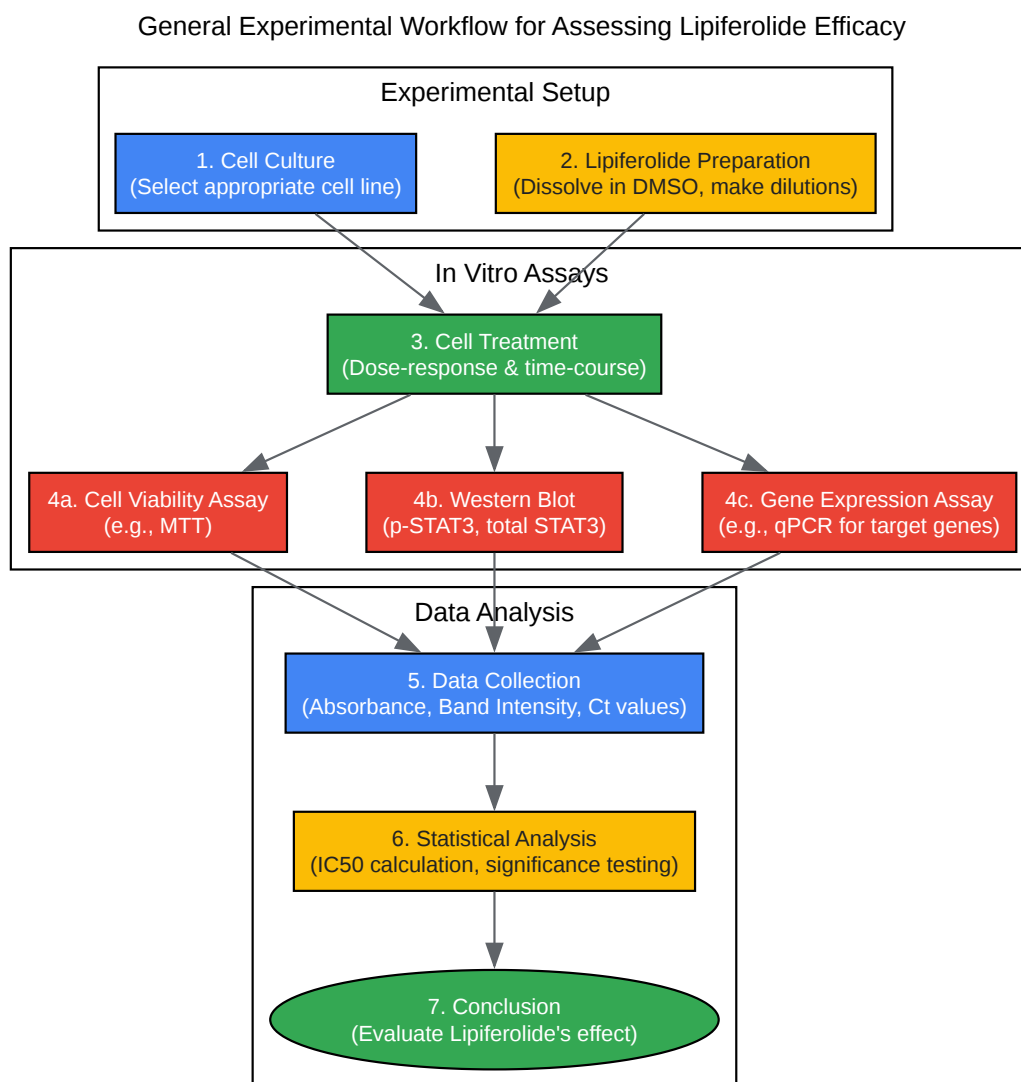 General Experimental Workflow for Assessing Lipiferolide Efficacy
Experimental Setup
1. Cell Culture
(Select appropriate cell line)
2. Lipiferolide Preparation
(Dissolve in DMSO, make dilutions)
In Vitro Assays
3. Cell Treatment
(Dose-response & time-course)
4a. Cell Viability Assay
(e.g., MTT)
4b. Western Blot
(p-STAT3, total STAT3)
4c. Gene Expression Assay
(e.g., qPCR for target genes)
Data Analysis
5. Data Collection
(Absorbance, Band Intensity, Ct values)
6. Statistical Analysis
(IC50 calculation, significance testing)
7. Conclusion
(Evaluate Lipiferolide's effect)